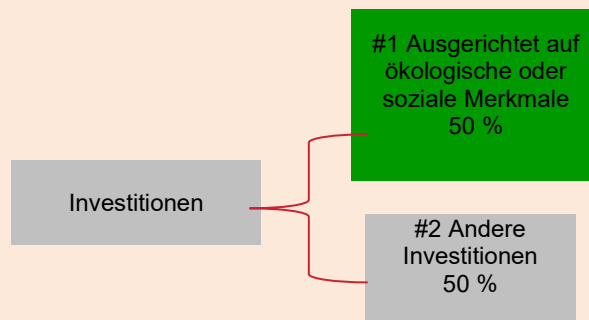 #1 Ausgerichtet auf
ökologische oder
soziale Merkmale
50 %
Investitionen
#2 Andere
Investitionen
50 %